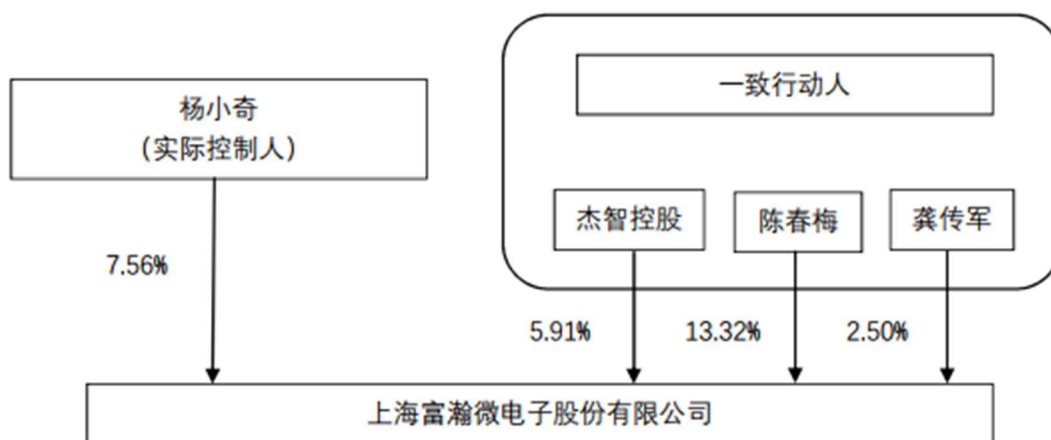 一致行动人
杨小奇
（实际控制人）
杰智控股
陈春梅
龚传军
7.56%
5.91%
13.32%
2.50%
上海富瀚微电子股份有限公司